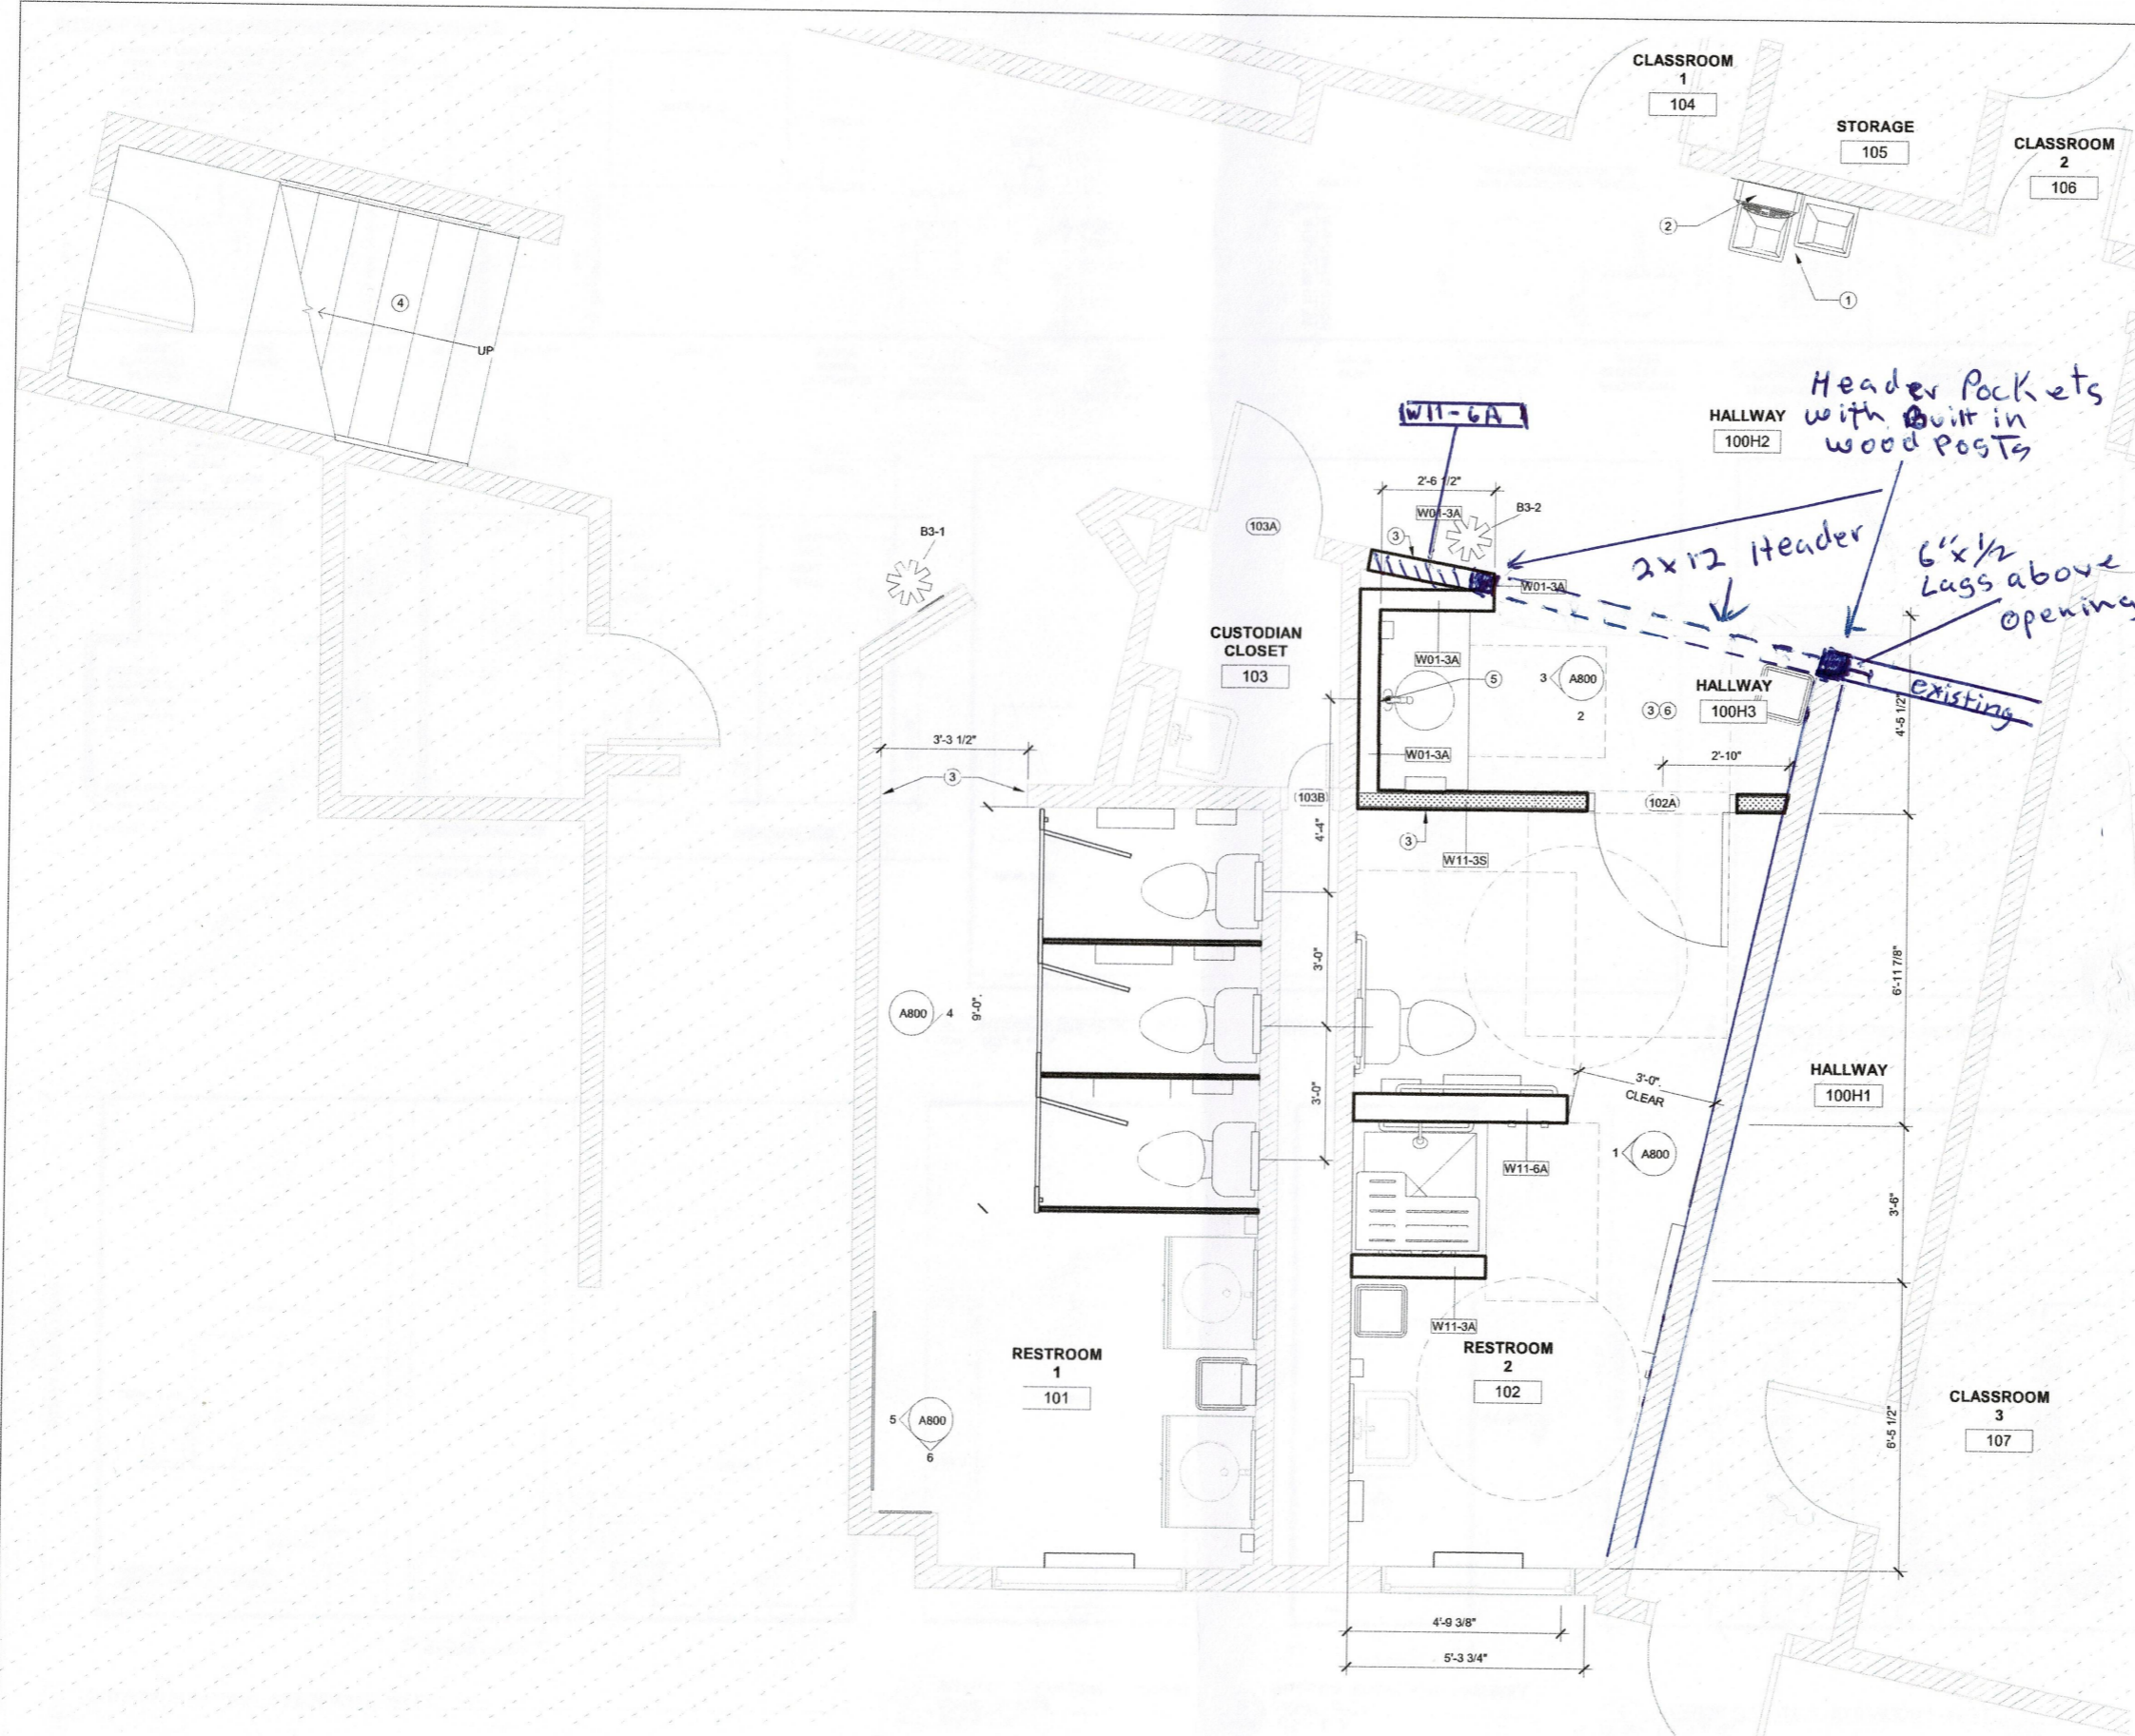 CLASSROOM
1
104
STORAGE
105
CLASSROOM
2
106
2
1
4
UP
Header Pockets
with Built in
wood Posts
HALLWAY
100H2
W11-6A
2'-6 1/2"
W01-3A
B3-2
3
103A
B3-1
2x12 Header
6"x1/2
Lags above
opening
W01-3A
CUSTODIAN
CLOSET
103
W01-3A
5
3
A800
2
3
6
HALLWAY
100H3
existing
4'-5 1/2"
3'-3 1/2"
3
W01-3A
2'-10"
103B
102A
4'-4"
3
W11-3S
3'-0"
6'-11 7/8"
A800
4
9'-0"
3'-0"
3'-0"
CLEAR
HALLWAY
100H1
W11-6A
1
A800
3'-6"
W11-3A
RESTROOM
1
101
RESTROOM
2
102
CLASSROOM
3
107
5
A800
6
6'-5 1/2"
4'-9 3/8"
5'-3 3/4"